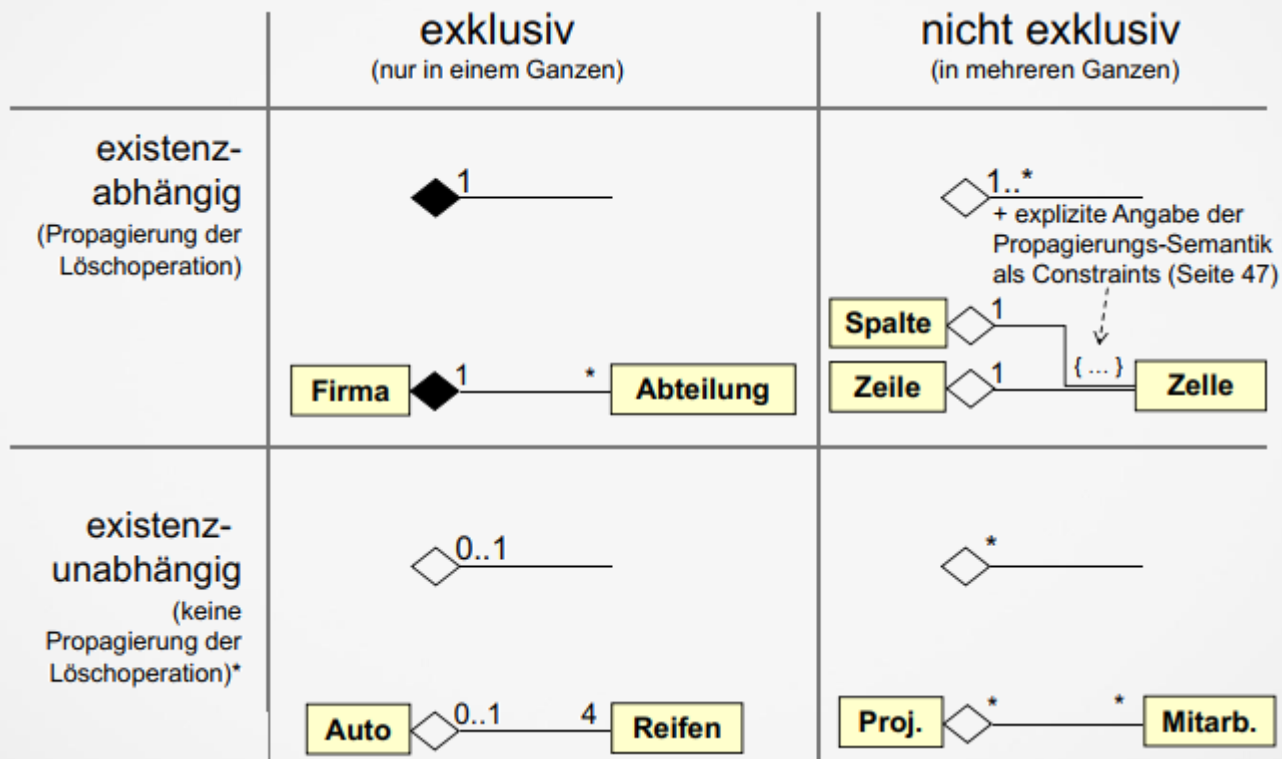 exklusiv
(nur in einem Ganzen)
nicht exklusiv
(in mehreren Ganzen)
existenz-
abhängig
(Propagierung der
Löschoperation)
1
Firma
1
*
Abteilung
1..*
+ explizite Angabe der
Propagierungs-Semantik
als Constraints (Seite 47)
Spalte
1
{ ... }
Zeile
1
Zelle
existenz-
unabhängig
(keine
Propagierung der
Löschoperation)*
0..1
Auto
0..1
4
Reifen
*
Proj.
*
*
Mitarb.